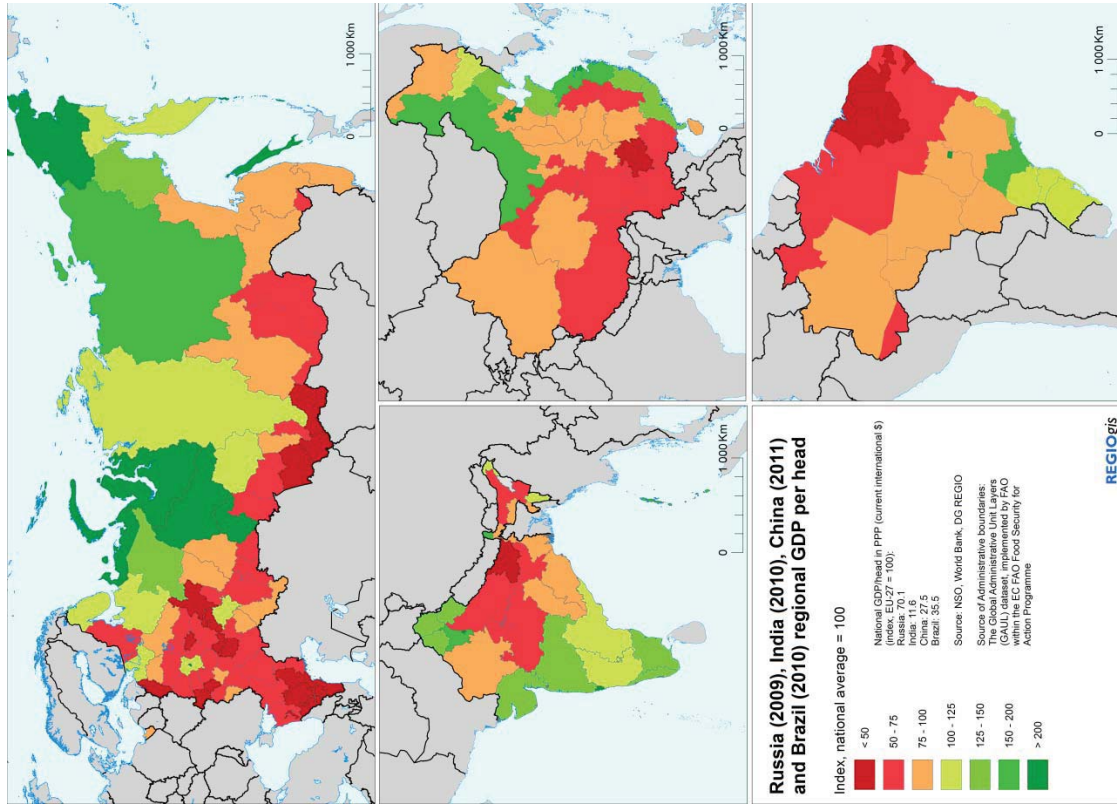 Russia (2009), India (2010), China (2011)
and Brazil (2010) regional GDP per head
Index, national average = 100
< 50
50 - 75
75 - 100
100 - 125
125 - 150
150 - 200
> 200
National GDP/head in PPP (current international $)
(index, EU-27 = 100):
Russia: 70.1
India: 11.6
China: 27.5
Brazil: 35.5
Source: NSO, World Bank, DG REGIO
Source of Administrative boundaries:
The Global Administrative Unit Layers
(GAUL) dataset, implemented by FAO
within the EC FAO Food Security for
Action Programme
REGIOgis
0 1 000 Km
0 1 000 Km
0 1 000 Km
0 1 000 Km